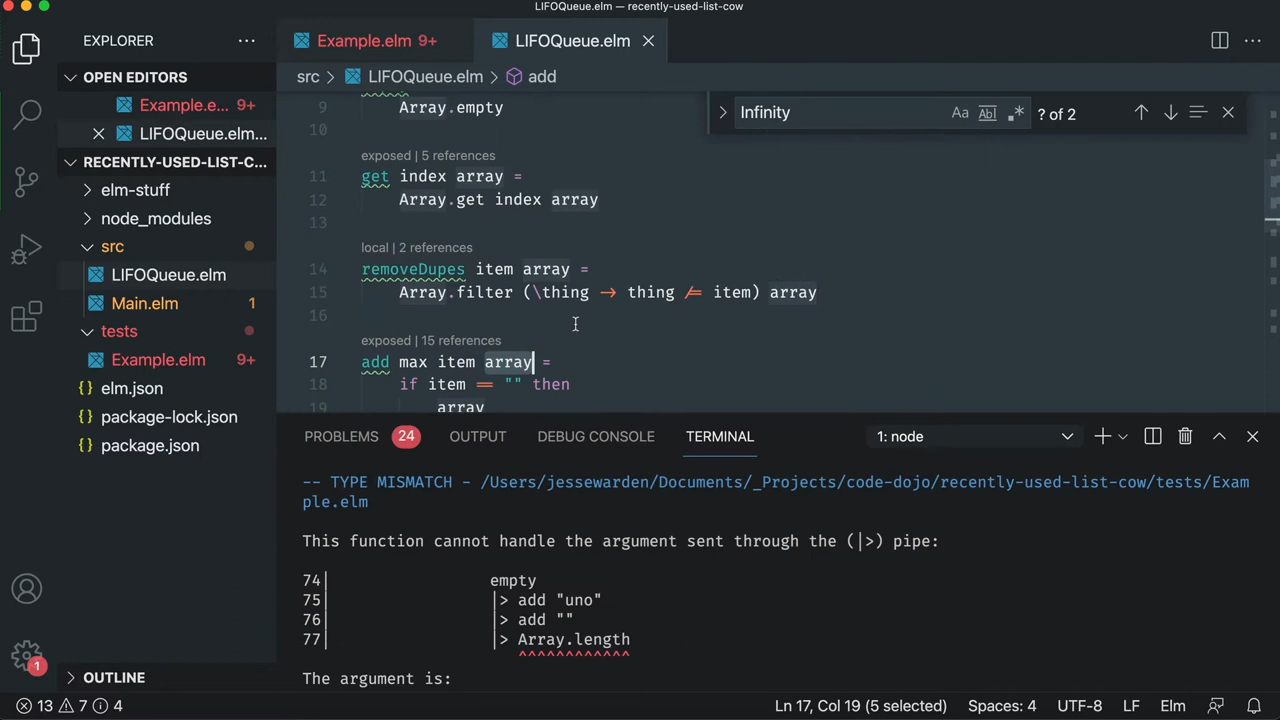 LIFOQueue.elm — recently-used-list-cow
EXPLORER
Example.elm 9+
LIFOQueue.elm
OPEN EDITORS
src > LIFOQueue.elm > add
Example.e... 9+
LIFOQueue.elm...
RECENTLY-USED-LIST-C...
elm-stuff
node_modules
src
LIFOQueue.elm
Main.elm 1
tests
Example.elm 9+
elm.json
package-lock.json
package.json
OUTLINE
Infinity Aa Abl .* ? of 2
9 Array.empty
10
exposed | 5 references
11 get index array =
12 Array.get index array
13
local | 2 references
14 removeDupes item array =
15 Array.filter (\thing -> thing /= item) array
16
exposed | 15 references
17 add max item array =
18 if item == "" then
19 array
PROBLEMS 24 OUTPUT DEBUG CONSOLE TERMINAL 1: node
-- TYPE MISMATCH - /Users/jessewarden/Documents/_Projects/code-dojo/recently-used-list-cow/tests/Exam
ple.elm
This function cannot handle the argument sent through the (|>) pipe:
74| empty
75| |> add "uno"
76| |> add ""
77| |> Array.length
^^^^^^^^^^^^
The argument is:
1
13 7 4 Ln 17, Col 19 (5 selected) Spaces: 4 UTF-8 LF Elm